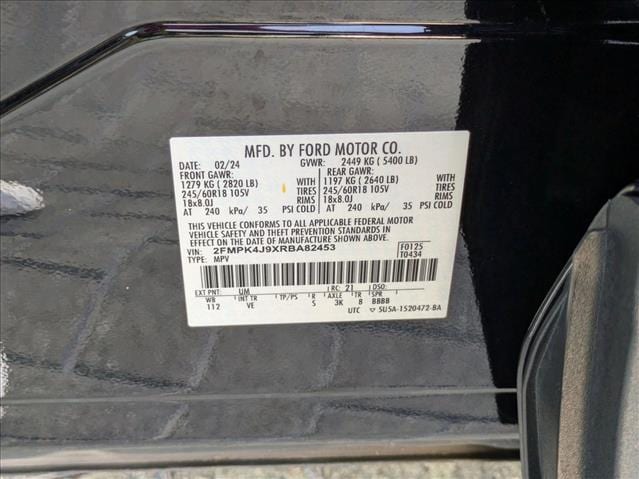 MFD. BY FORD MOTOR CO.
DATE: 02/24 GVWR: 2449 KG ( 5400 LB)
FRONT GAWR: REAR GAWR:
1279 KG ( 2820 LB) WITH 1197 KG ( 2640 LB) WITH
245/60R18 105V TIRES 245/60R18 105V TIRES
18x8.0J RIMS 18x8.0J RIMS
AT 240 kPa/ 35 PSI COLD AT 240 kPa/ 35 PSI COLD
THIS VEHICLE CONFORMS TO ALL APPLICABLE FEDERAL MOTOR
VEHICLE SAFETY AND THEFT PREVENTION STANDARDS IN
EFFECT ON THE DATE OF MANUFACTURE SHOWN ABOVE.
VIN: 2FMPK4J9XRBA82453 F0125
TYPE: MPV T0434
EXT PNT: UM RC: 21 DSO:
WB INT TR TP/PS R AXLE TR SPR
112 VE S 3K B BBBB
UTC ▽ 5U5A-1520472-BA